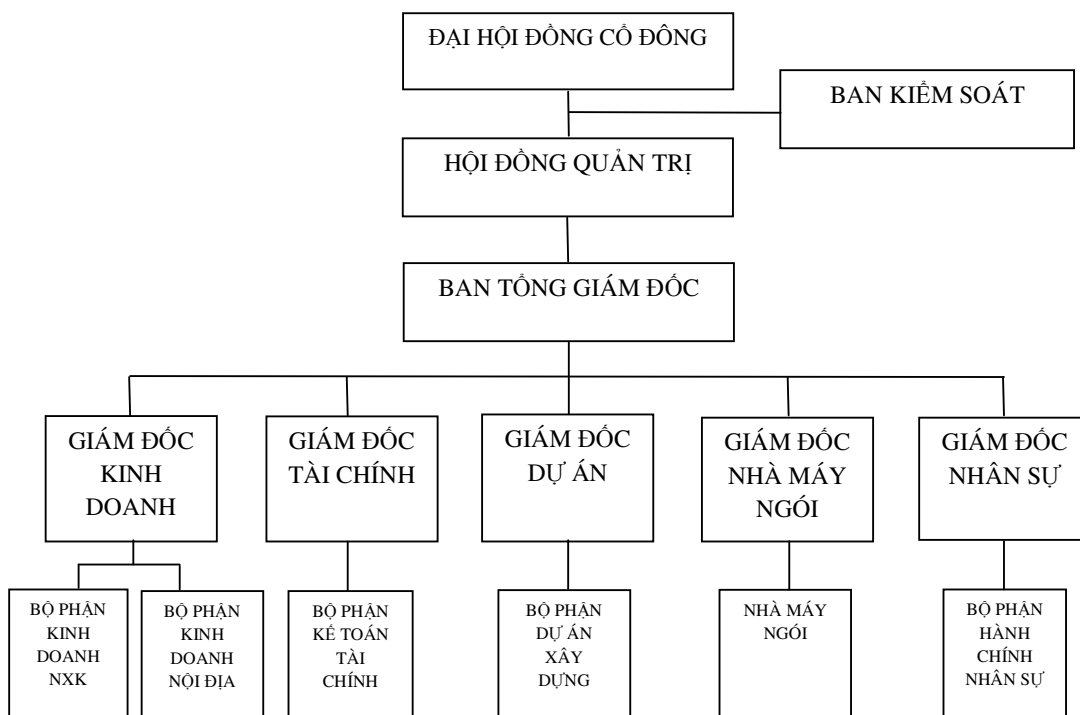 ĐẠI HỘI ĐỒNG CỔ ĐÔNG
BAN KIỂM SOÁT
HỘI ĐỒNG QUẢN TRỊ
BAN TỔNG GIÁM ĐỐC
GIÁM ĐỐC
KINH
DOANH
GIÁM ĐỐC
TÀI CHÍNH
GIÁM ĐỐC
DỰ ÁN
GIÁM ĐỐC
NHÀ MÁY
NGÓI
GIÁM ĐỐC
NHÂN SỰ
BỘ PHẬN
KINH
DOANH
NXK
BỘ PHẬN
KINH
DOANH
NỘI ĐỊA
BỘ PHẬN
KẾ TOÁN
TÀI
CHÍNH
BỘ PHẬN
DỰ ÁN
XÂY
DỰNG
NHÀ MÁY
NGÓI
BỘ PHẬN
HÀNH
CHÍNH
NHÂN SỰ